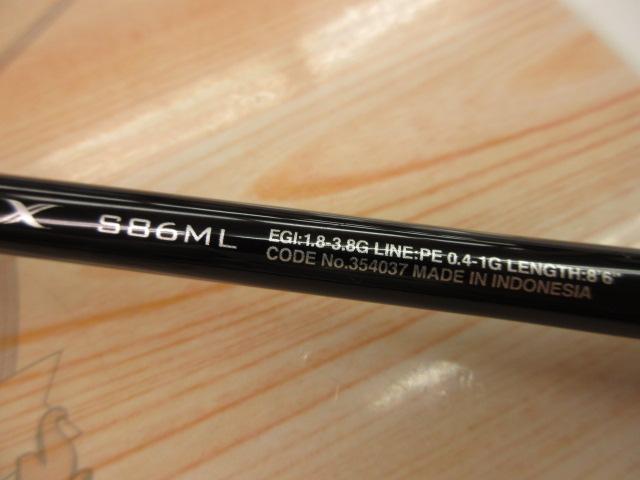 X S86ML EGI:1.8-3.8G LINE:PE 0.4-1G LENGTH:8'6"
CODE No.354037 MADE IN INDONESIA